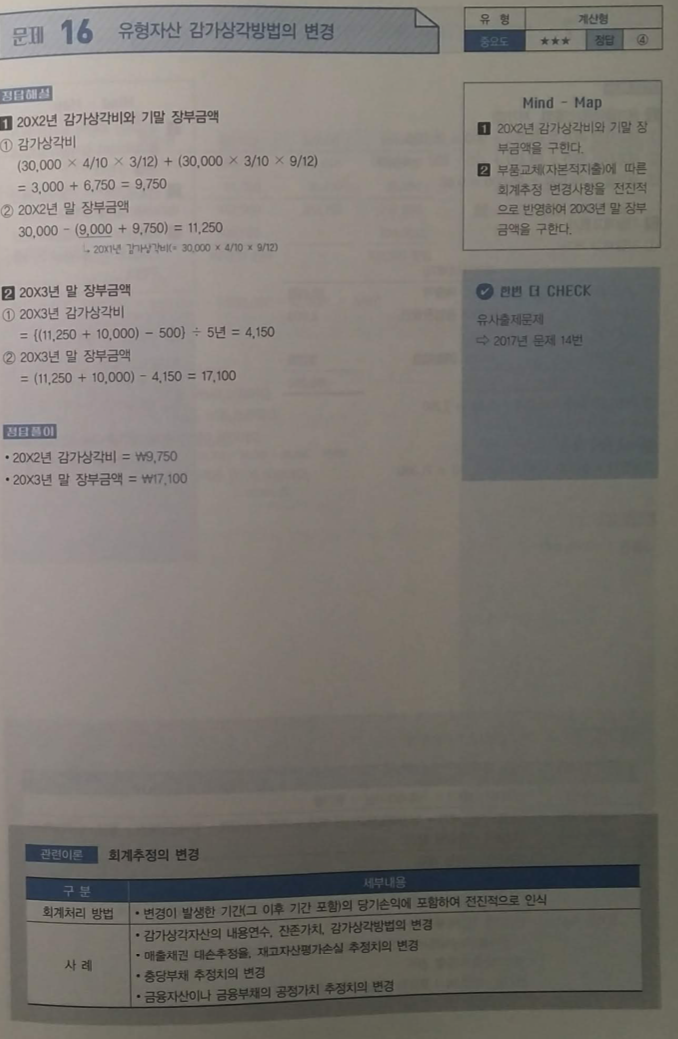 문제 16 유형자산 감가상각방법의 변경
유 형 계산형
중요도 ★★★ 정답 ④
정답해설
1 20X2년 감가상각비와 기말 장부금액
① 감가상각비
(30,000 × 4/10 × 3/12) + (30,000 × 3/10 × 9/12)
= 3,000 + 6,750 = 9,750
② 20X2년 말 장부금액
30,000 - (9,000 + 9,750) = 11,250
↳ 20X1년 감가상각비(= 30,000 × 4/10 × 9/12)
2 20X3년 말 장부금액
① 20X3년 감가상각비
= {(11,250 + 10,000) - 500} ÷ 5년 = 4,150
② 20X3년 말 장부금액
= (11,250 + 10,000) - 4,150 = 17,100
정답풀이
• 20X2년 감가상각비 = ₩9,750
• 20X3년 말 장부금액 = ₩17,100
Mind - Map
1 20X2년 감가상각비와 기말 장
부금액을 구한다.
2 부품교체(자본적지출)에 따른
회계추정 변경사항을 전진적
으로 반영하여 20X3년 말 장부
금액을 구한다.
한번 더 CHECK
유사출제문제
⇨ 2017년 문제 14번
관련이론 회계추정의 변경
구 분 세부내용
회계처리 방법 • 변경이 발생한 기간(그 이후 기간 포함)의 당기손익에 포함하여 전진적으로 인식
사 례 • 감가상각자산의 내용연수, 잔존가치, 감가상각방법의 변경
• 매출채권 대손추정율, 재고자산평가손실 추정치의 변경
• 충당부채 추정치의 변경
• 금융자산이나 금융부채의 공정가치 추정치의 변경